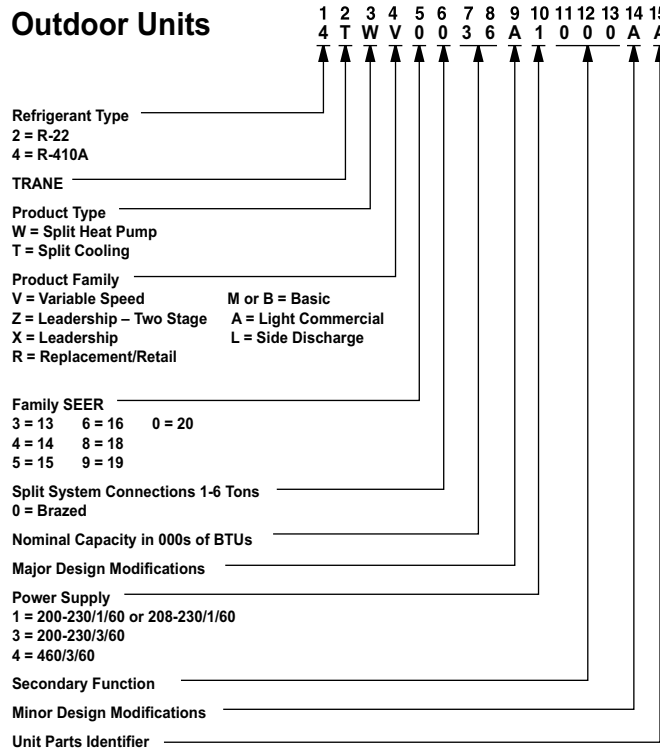 Outdoor Units
1 2 3 4 5 6 7 8 9 10 11 12 13 14 15
4 T W V 0 0 3 6 A 1 0 0 0 A A
Refrigerant Type
2 = R-22
4 = R-410A
TRANE
Product Type
W = Split Heat Pump
T = Split Cooling
Product Family
V = Variable Speed M or B = Basic
Z = Leadership – Two Stage A = Light Commercial
X = Leadership L = Side Discharge
R = Replacement/Retail
Family SEER
3 = 13 6 = 16 0 = 20
4 = 14 8 = 18
5 = 15 9 = 19
Split System Connections 1-6 Tons
0 = Brazed
Nominal Capacity in 000s of BTUs
Major Design Modifications
Power Supply
1 = 200-230/1/60 or 208-230/1/60
3 = 200-230/3/60
4 = 460/3/60
Secondary Function
Minor Design Modifications
Unit Parts Identifier